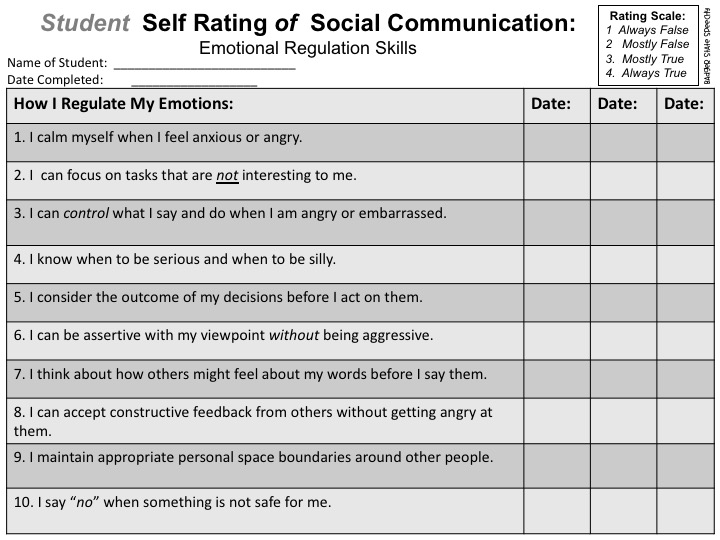 Student Self Rating of Social Communication:
Emotional Regulation Skills
Name of Student: ___________________________
Date Completed: ___________________
Rating Scale:
1 Always False
2 Mostly False
3. Mostly True
4. Always True
How I Regulate My Emotions: Date: Date: Date:
1. I calm myself when I feel anxious or angry.
2. I can focus on tasks that are not interesting to me.
3. I can control what I say and do when I am angry or embarrassed.
4. I know when to be serious and when to be silly.
5. I consider the outcome of my decisions before I act on them.
6. I can be assertive with my viewpoint without being aggressive.
7. I think about how others might feel about my words before I say them.
8. I can accept constructive feedback from others without getting angry at
them.
9. I maintain appropriate personal space boundaries around other people.
10. I say “no” when something is not safe for me.